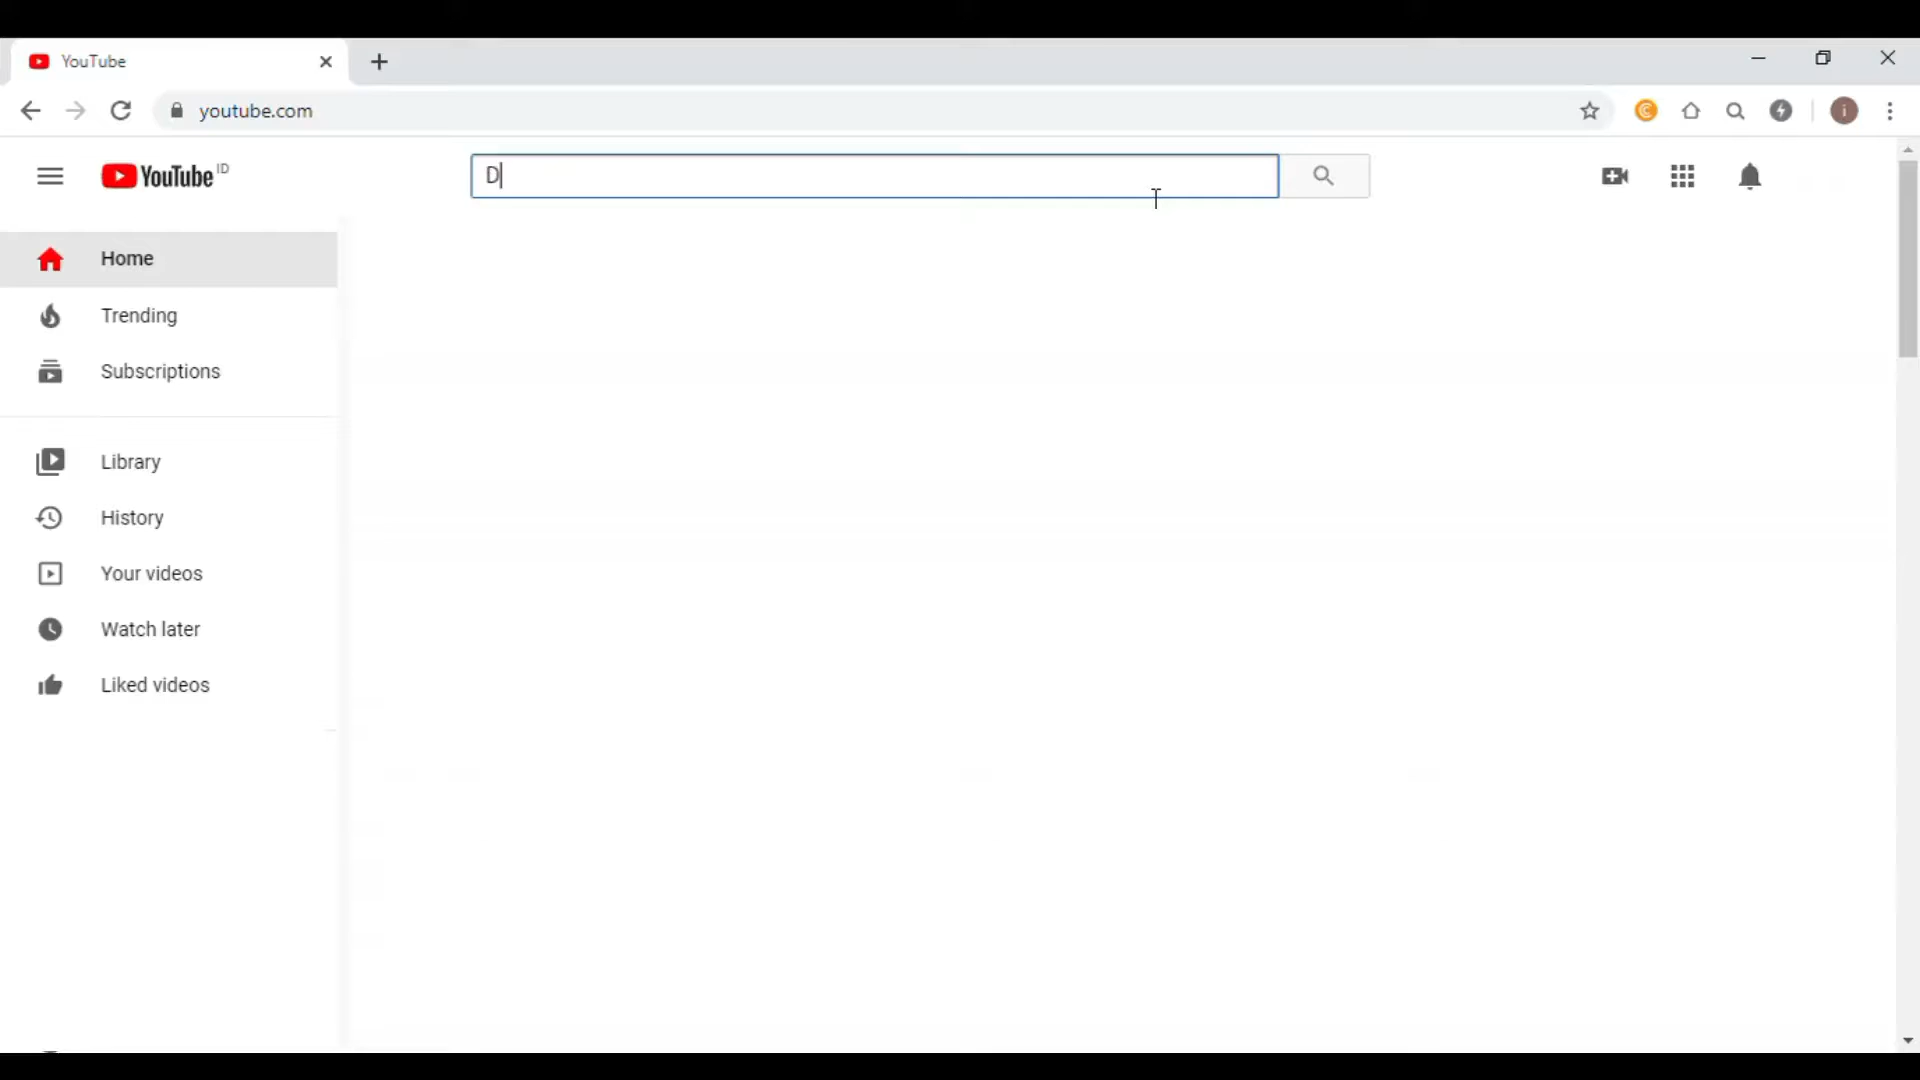 YouTube
youtube.com
i
YouTube ID
D
Home
Trending
Subscriptions
Library
History
Your videos
Watch later
Liked videos